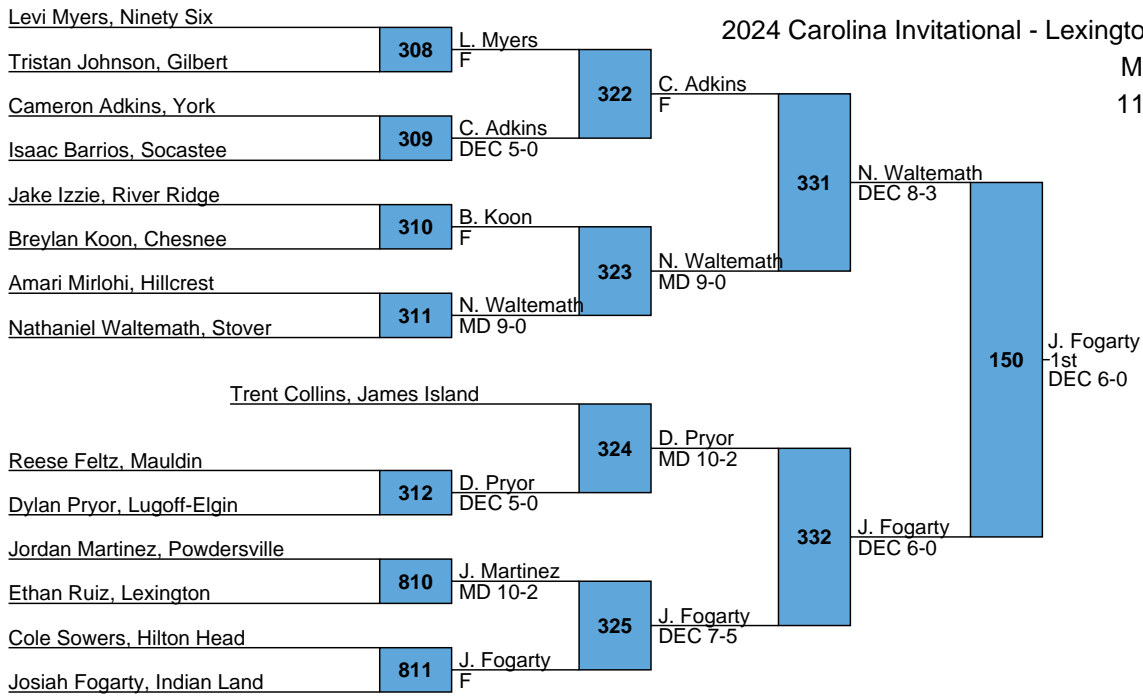 2024 Carolina Invitational - Lexingto
M
11
Levi Myers, Ninety Six
308
Tristan Johnson, Gilbert
L. Myers
F
322
C. Adkins
F
Cameron Adkins, York
309
Isaac Barrios, Socastee
C. Adkins
DEC 5-0
331
N. Waltemath
DEC 8-3
Jake Izzie, River Ridge
310
Breylan Koon, Chesnee
B. Koon
F
323
N. Waltemath
MD 9-0
Amari Mirlohi, Hillcrest
311
Nathaniel Waltemath, Stover
N. Waltemath
MD 9-0
150
J. Fogarty
1st
DEC 6-0
Trent Collins, James Island
324
D. Pryor
MD 10-2
Reese Feltz, Mauldin
312
Dylan Pryor, Lugoff-Elgin
D. Pryor
DEC 5-0
332
J. Fogarty
DEC 6-0
Jordan Martinez, Powdersville
810
Ethan Ruiz, Lexington
J. Martinez
MD 10-2
325
J. Fogarty
DEC 7-5
Cole Sowers, Hilton Head
811
Josiah Fogarty, Indian Land
J. Fogarty
F